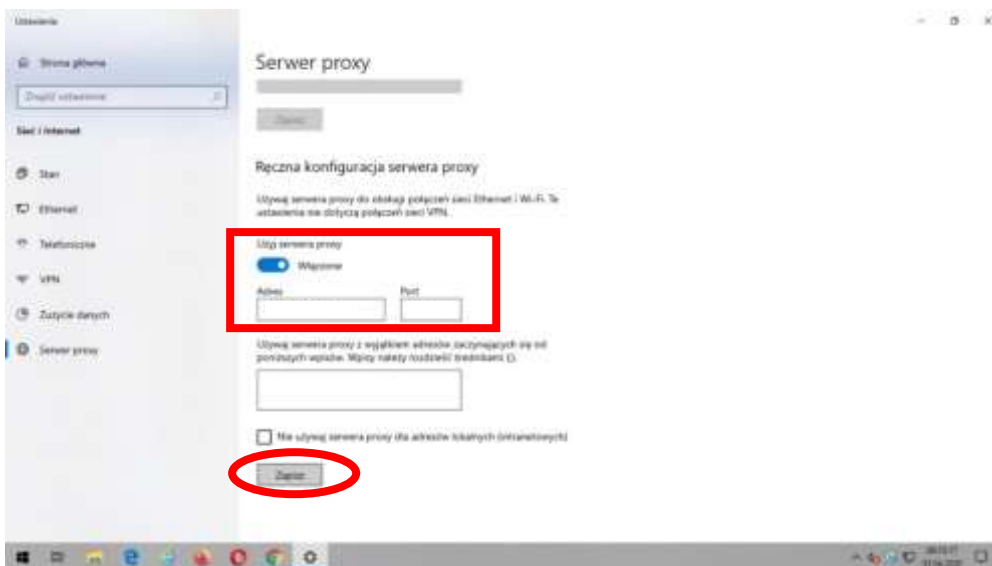 Ustawienia
Strona główna
Znajdź ustawienie
Sieć i Internet
Stan
Ethernet
Telefoniczne
VPN
Zużycie danych
Serwer proxy
Serwer proxy
Zapisz
Ręczna konfiguracja serwera proxy
Używaj serwera proxy do obsługi połączeń sieci Ethernet i Wi-Fi. Te
ustawienia nie dotyczą połączeń sieci VPN.
Użyj serwera proxy
Włączone
Adres
Port
Używaj serwera proxy z wyjątkiem adresów zaczynających się od
poniższych wpisów. Wpisy należy rozdzielić średnikami (;).
Nie używaj serwera proxy dla adresów lokalnych (intranetowych)
Zapisz